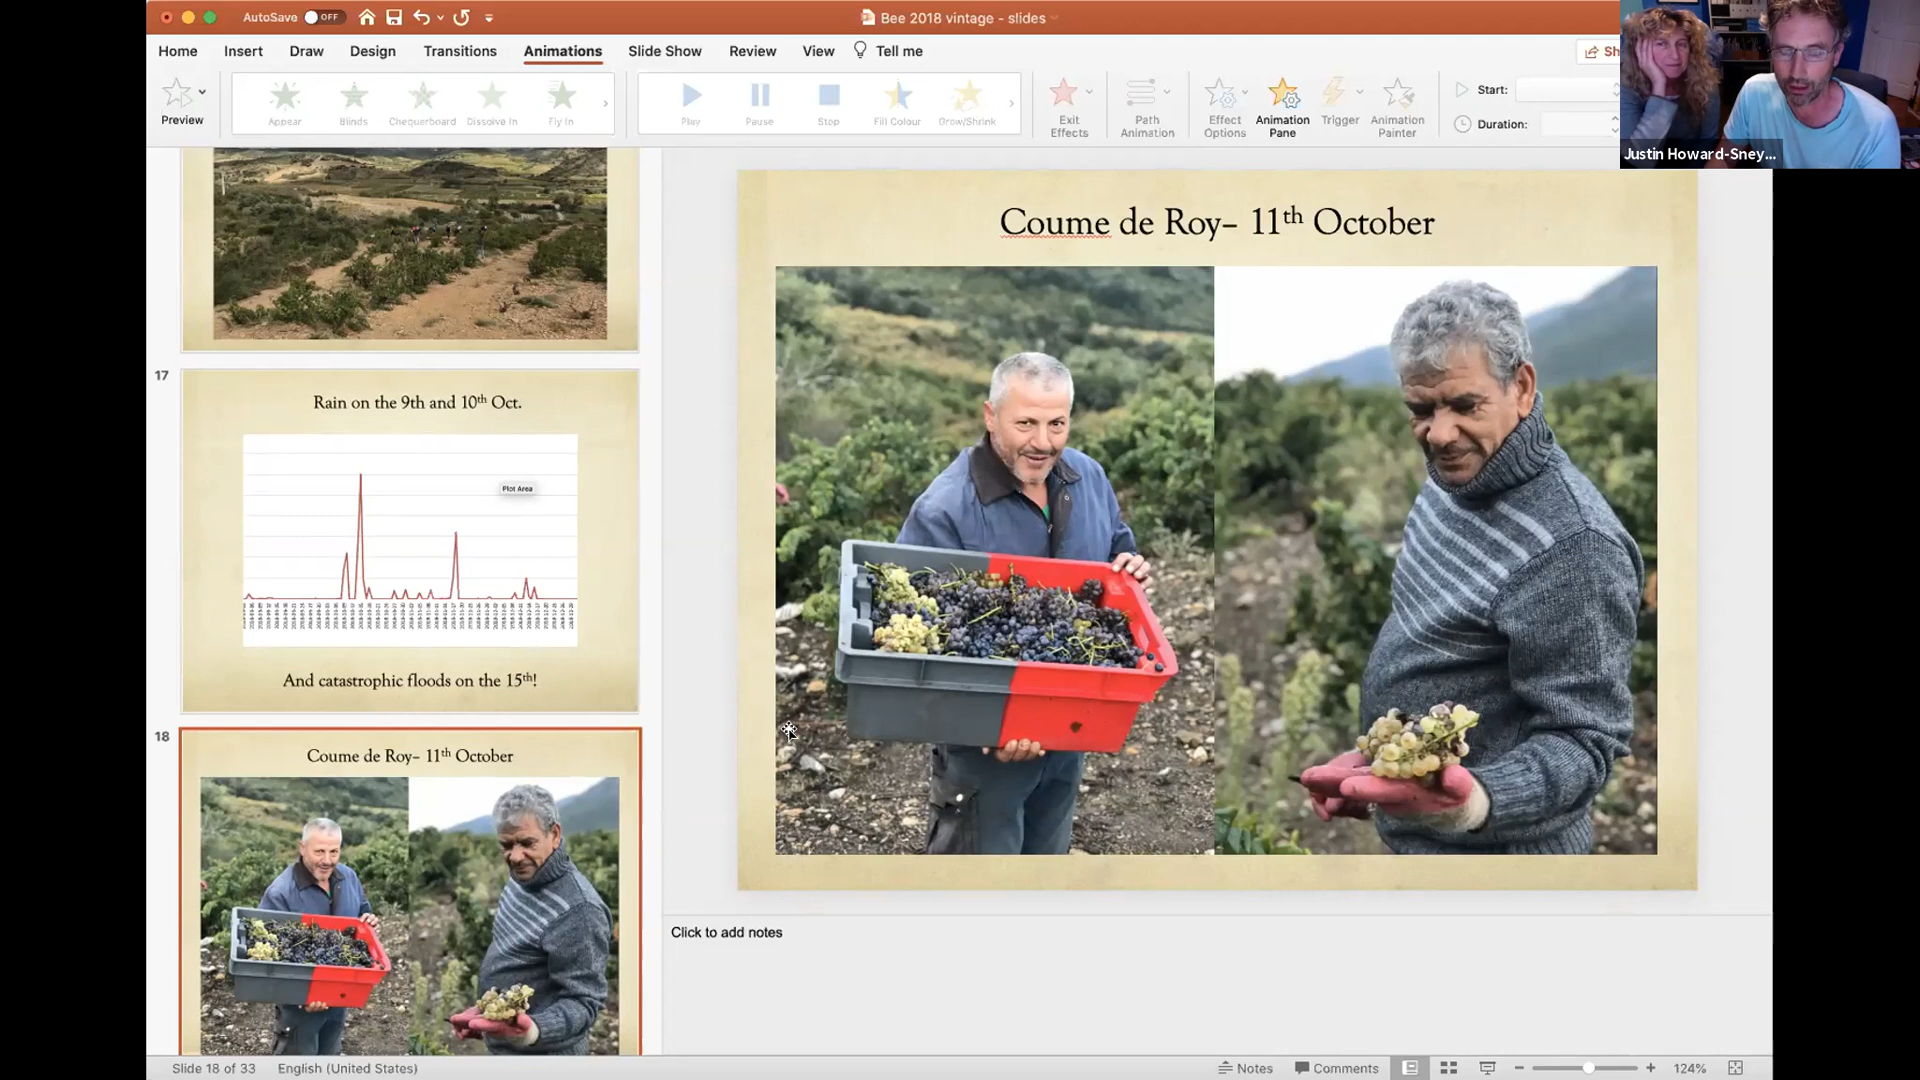 AutoSave OFF
Bee 2018 vintage - slides
Home Insert Draw Design Transitions Animations Slide Show Review View Tell me
Sh
Preview
Appear Blinds Chequerboard Dissolve In Fly In
Play Pause Stop Fill Colour Grow/Shrink
Exit Effects
Path Animation
Effect Options
Animation Pane
Trigger
Animation Painter
Start:
Duration:
Justin Howard-Sney...
17
Rain on the 9th and 10th Oct.
Plot Area
And catastrophic floods on the 15th!
18
Coume de Roy– 11th October
Coume de Roy– 11th October
Click to add notes
Slide 18 of 33 English (United States)
Notes Comments 124%